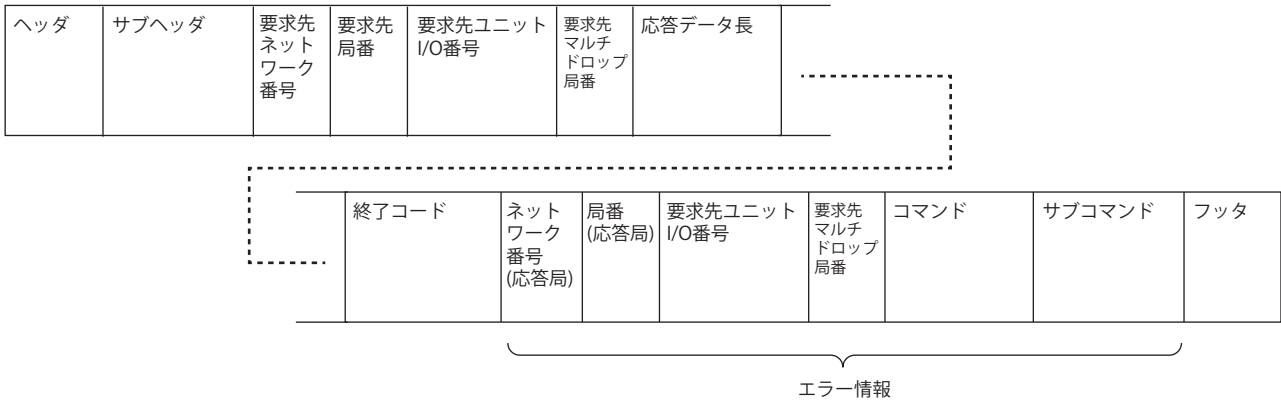 ヘッダ
サブヘッダ
要求先
ネット
ワーク
番号
要求先
局番
要求先ユニット
I/O番号
要求先
マルチ
ドロップ
局番
応答データ長
終了コード
ネット
ワーク
番号
(応答局)
局番
(応答局)
要求先ユニット
I/O番号
要求先
マルチ
ドロップ
局番
コマンド
サブコマンド
フッタ
エラー情報